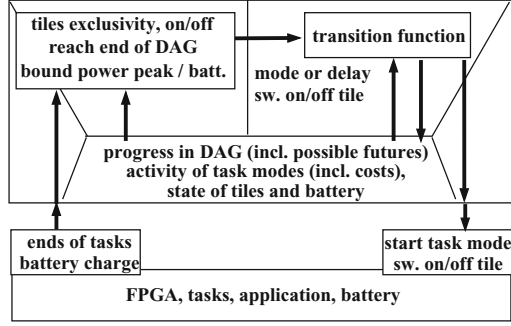 tiles exclusivity, on/off
reach end of DAG
bound power peak / batt.
transition function
mode or delay
sw. on/off tile
progress in DAG (incl. possible futures)
activity of task modes (incl. costs),
state of tiles and battery
ends of tasks
battery charge
start task mode
sw. on/off tile
FPGA, tasks, application, battery